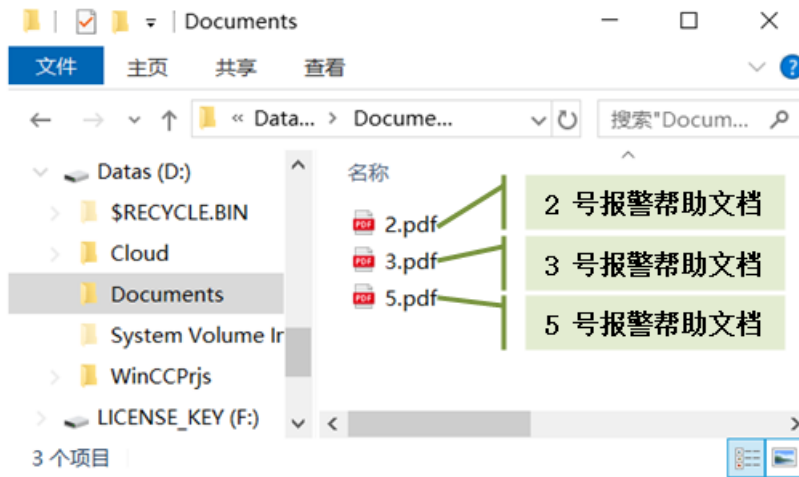 Documents
文件 主页 共享 查看
« Data... › Docume... 搜索"Docum...
Datas (D:)
$RECYCLE.BIN
Cloud
Documents
System Volume Ir
WinCCPrjs
LICENSE_KEY (F:)
名称
2.pdf 2 号报警帮助文档
3.pdf 3 号报警帮助文档
5.pdf 5 号报警帮助文档
3 个项目